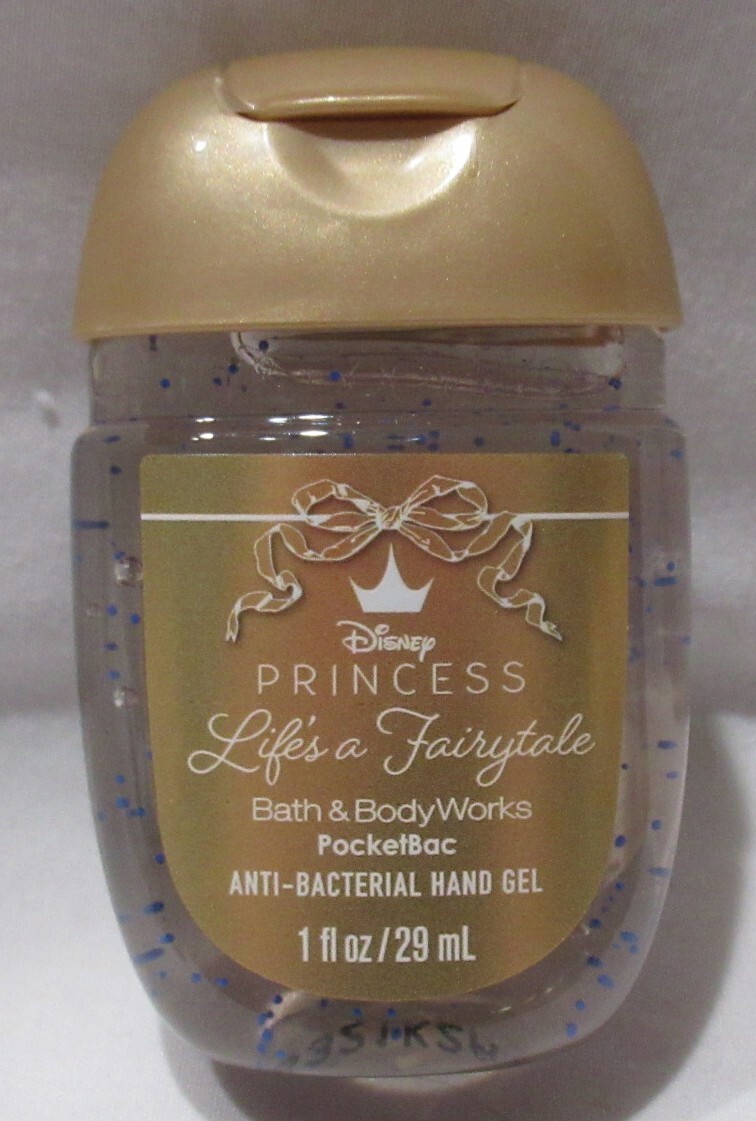 Disney
PRINCESS
Life's a Fairytale
Bath & BodyWorks
PocketBac
ANTI-BACTERIAL HAND GEL
1 fl oz / 29 mL